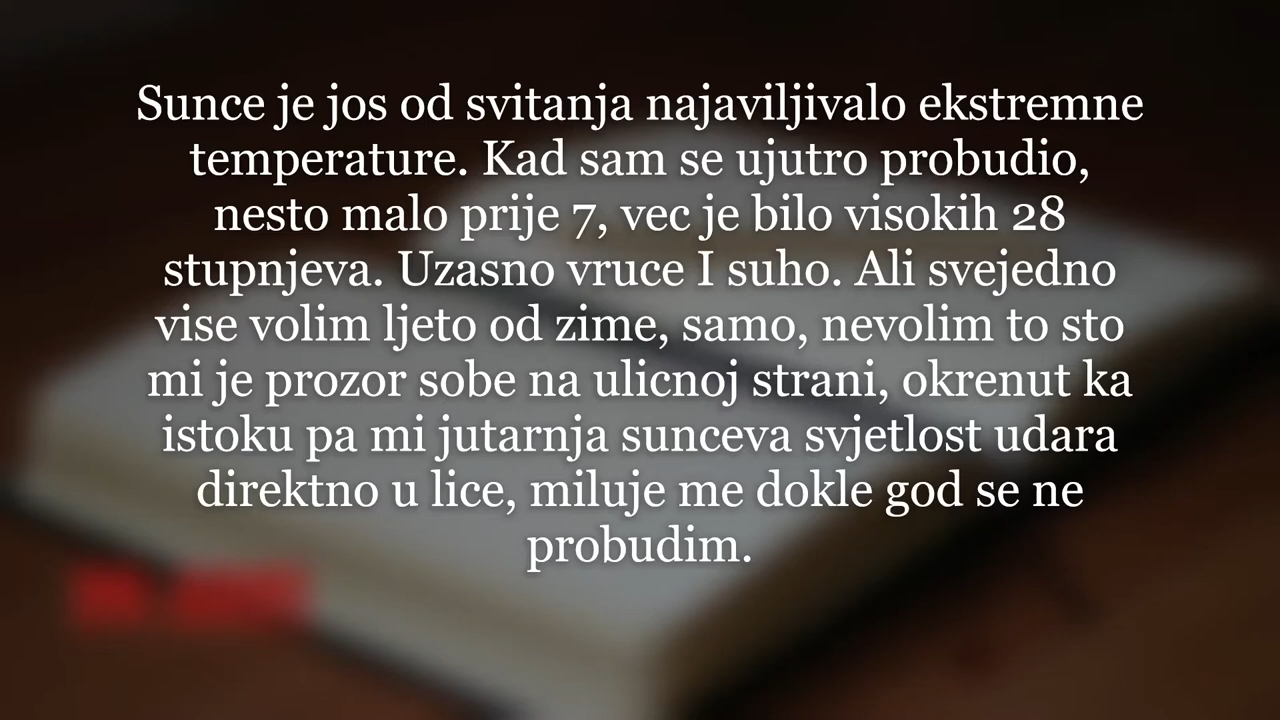 Sunce je jos od svitanja najaviljivalo ekstremne
temperature. Kad sam se ujutro probudio,
nesto malo prije 7, vec je bilo visokih 28
stupnjeva. Uzasno vruce I suho. Ali svejedno
vise volim ljeto od zime, samo, nevolim to sto
mi je prozor sobe na ulicnoj strani, okrenut ka
istoku pa mi jutarnja sunceva svjetlost udara
direktno u lice, miluje me dokle god se ne
probudim.